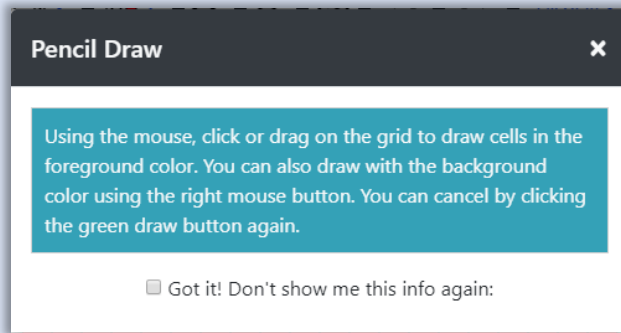 Pencil Draw
Using the mouse, click or drag on the grid to draw cells in the
foreground color. You can also draw with the background
color using the right mouse button. You can cancel by clicking
the green draw button again.
Got it! Don't show me this info again: